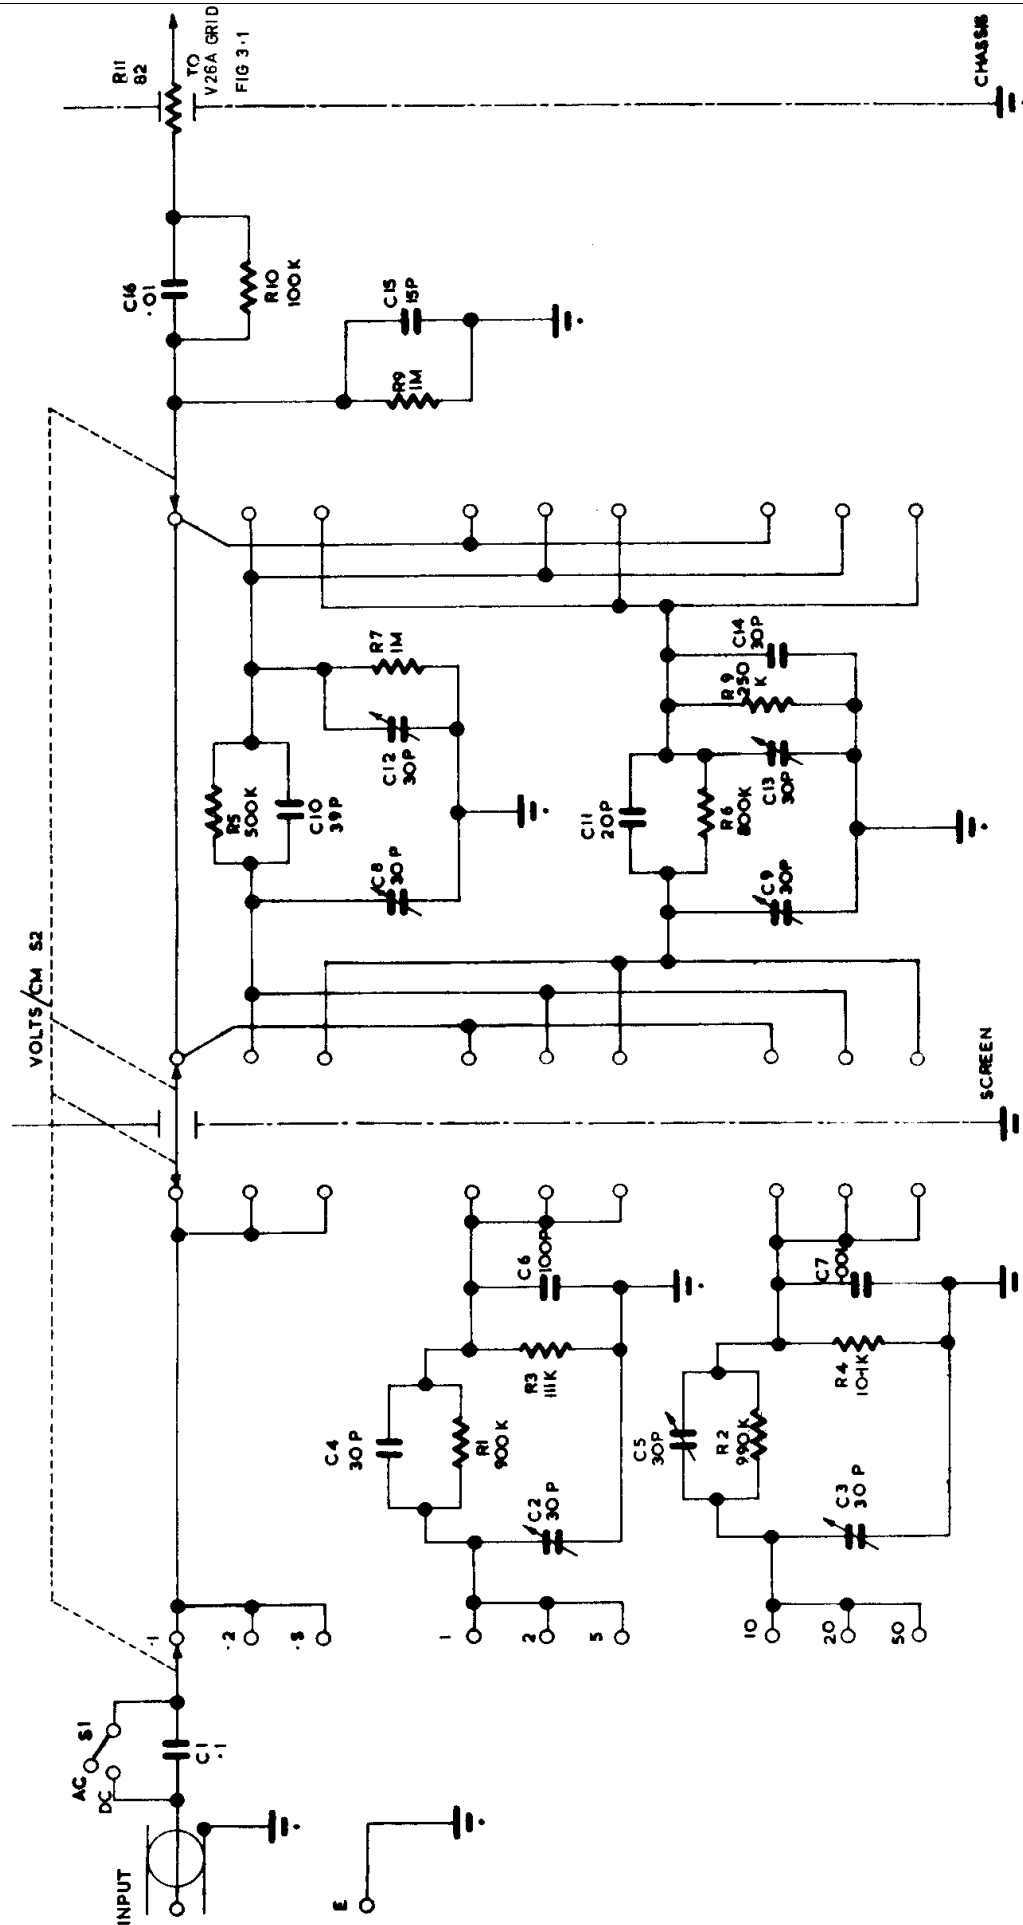 INPUT
E
AC
DC
S1
C1
.1
VOLTS/CM S2
.1
.2
.5
1
2
5
10
20
50
C4
30P
R1
900K
C2
30P
R3
111K
C6
100P
C5
30P
R2
990K
C3
30P
R4
10·1K
C7
SCREEN
R5
500K
C10
39P
C8
30P
C12
30P
R7
1M
C11
20P
R6
800K
C9
30P
C13
30P
R9
250
K
C14
30P
R9
1M
C15
15P
C16
.01
R10
100K
R11
82
TO
V26A GRID
FIG 3·1
CHASSIS